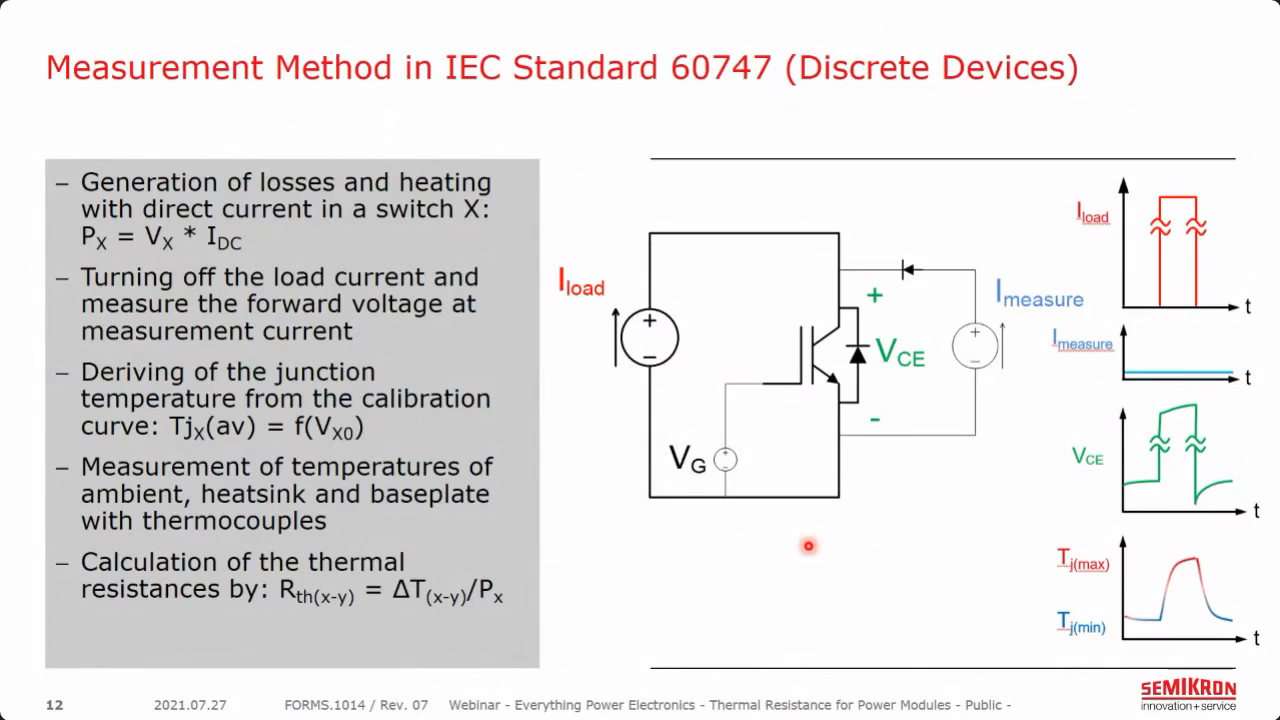 Measurement Method in IEC Standard 60747 (Discrete Devices)
– Generation of losses and heating
with direct current in a switch X:
PX = VX * IDC
– Turning off the load current and
measure the forward voltage at
measurement current
– Deriving of the junction
temperature from the calibration
curve: TjX(av) = f(VX0)
– Measurement of temperatures of
ambient, heatsink and baseplate
with thermocouples
– Calculation of the thermal
resistances by: Rth(x-y) = ΔT(x-y)/Px
Iload
+
–
VG
+
-
+
VCE
-
Imeasure
+
-
Iload
t
Imeasure
t
VCE
t
Tj(max)
Tj(min)
t
12 2021.07.27 FORMS.1014 / Rev. 07 Webinar - Everything Power Electronics - Thermal Resistance for Power Modules - Public -
SEMIKRON
innovation+service